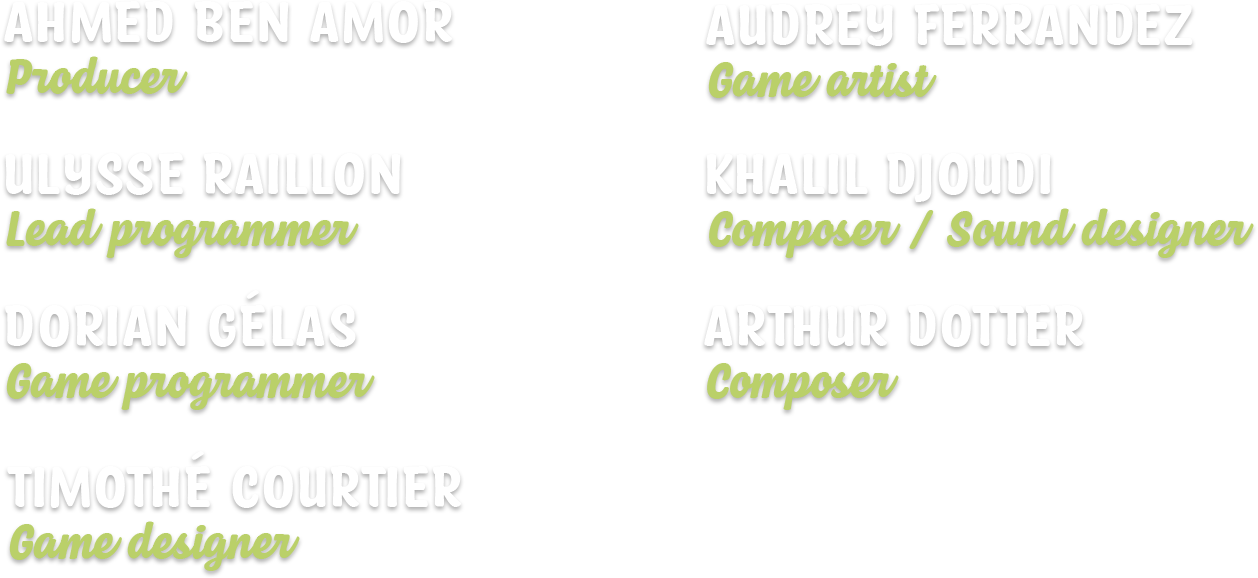 AHMED BEN AMOR
Producer
ULYSSE RAILLON
Lead programmer
DORIAN GÉLAS
Game programmer
TIMOTHÉ COURTIER
Game designer
AUDREY FERRANDEZ
Game artist
KHALIL DJOUDI
Composer / Sound designer
ARTHUR DOTTER
Composer